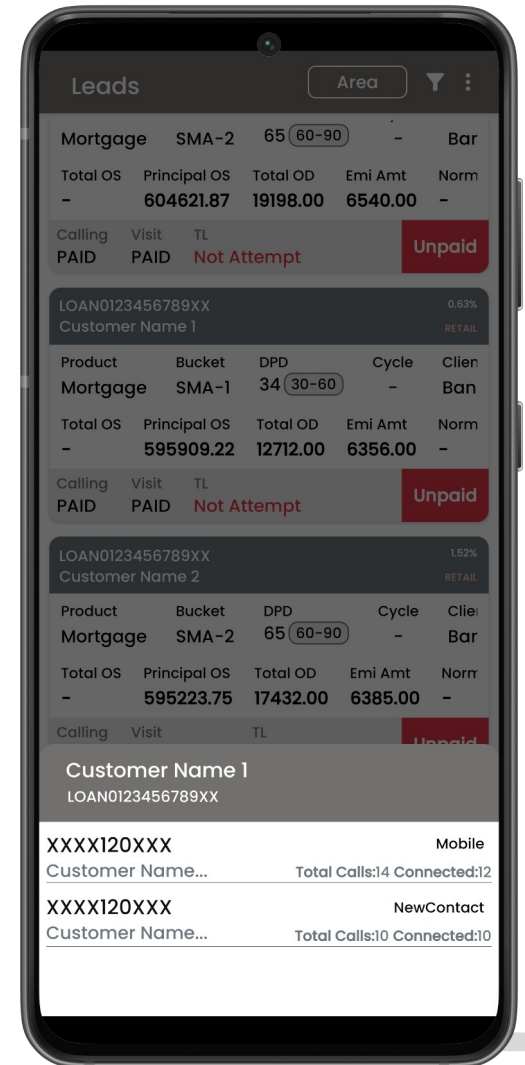 Leads Area
Mortgage SMA-2 65 60-90 - Bar
Total OS Principal OS Total OD Emi Amt Norm
- 604621.87 19198.00 6540.00 -
Calling Visit TL
PAID PAID Not Attempt Unpaid
LOAN0123456789XX 0.63%
Customer Name 1 RETAIL
Product Bucket DPD Cycle Clien
Mortgage SMA-1 34 30-60 - Ban
Total OS Principal OS Total OD Emi Amt Norm
- 595909.22 12712.00 6356.00 -
Calling Visit TL
PAID PAID Not Attempt Unpaid
LOAN0123456789XX 1.52%
Customer Name 2 RETAIL
Product Bucket DPD Cycle Clie
Mortgage SMA-2 65 60-90 - Bar
Total OS Principal OS Total OD Emi Amt Norm
- 595223.75 17432.00 6385.00 -
Calling Visit TL Unpaid
Customer Name 1
LOAN0123456789XX
XXXX120XXX Mobile
Customer Name... Total Calls:14 Connected:12
XXXX120XXX NewContact
Customer Name... Total Calls:10 Connected:10